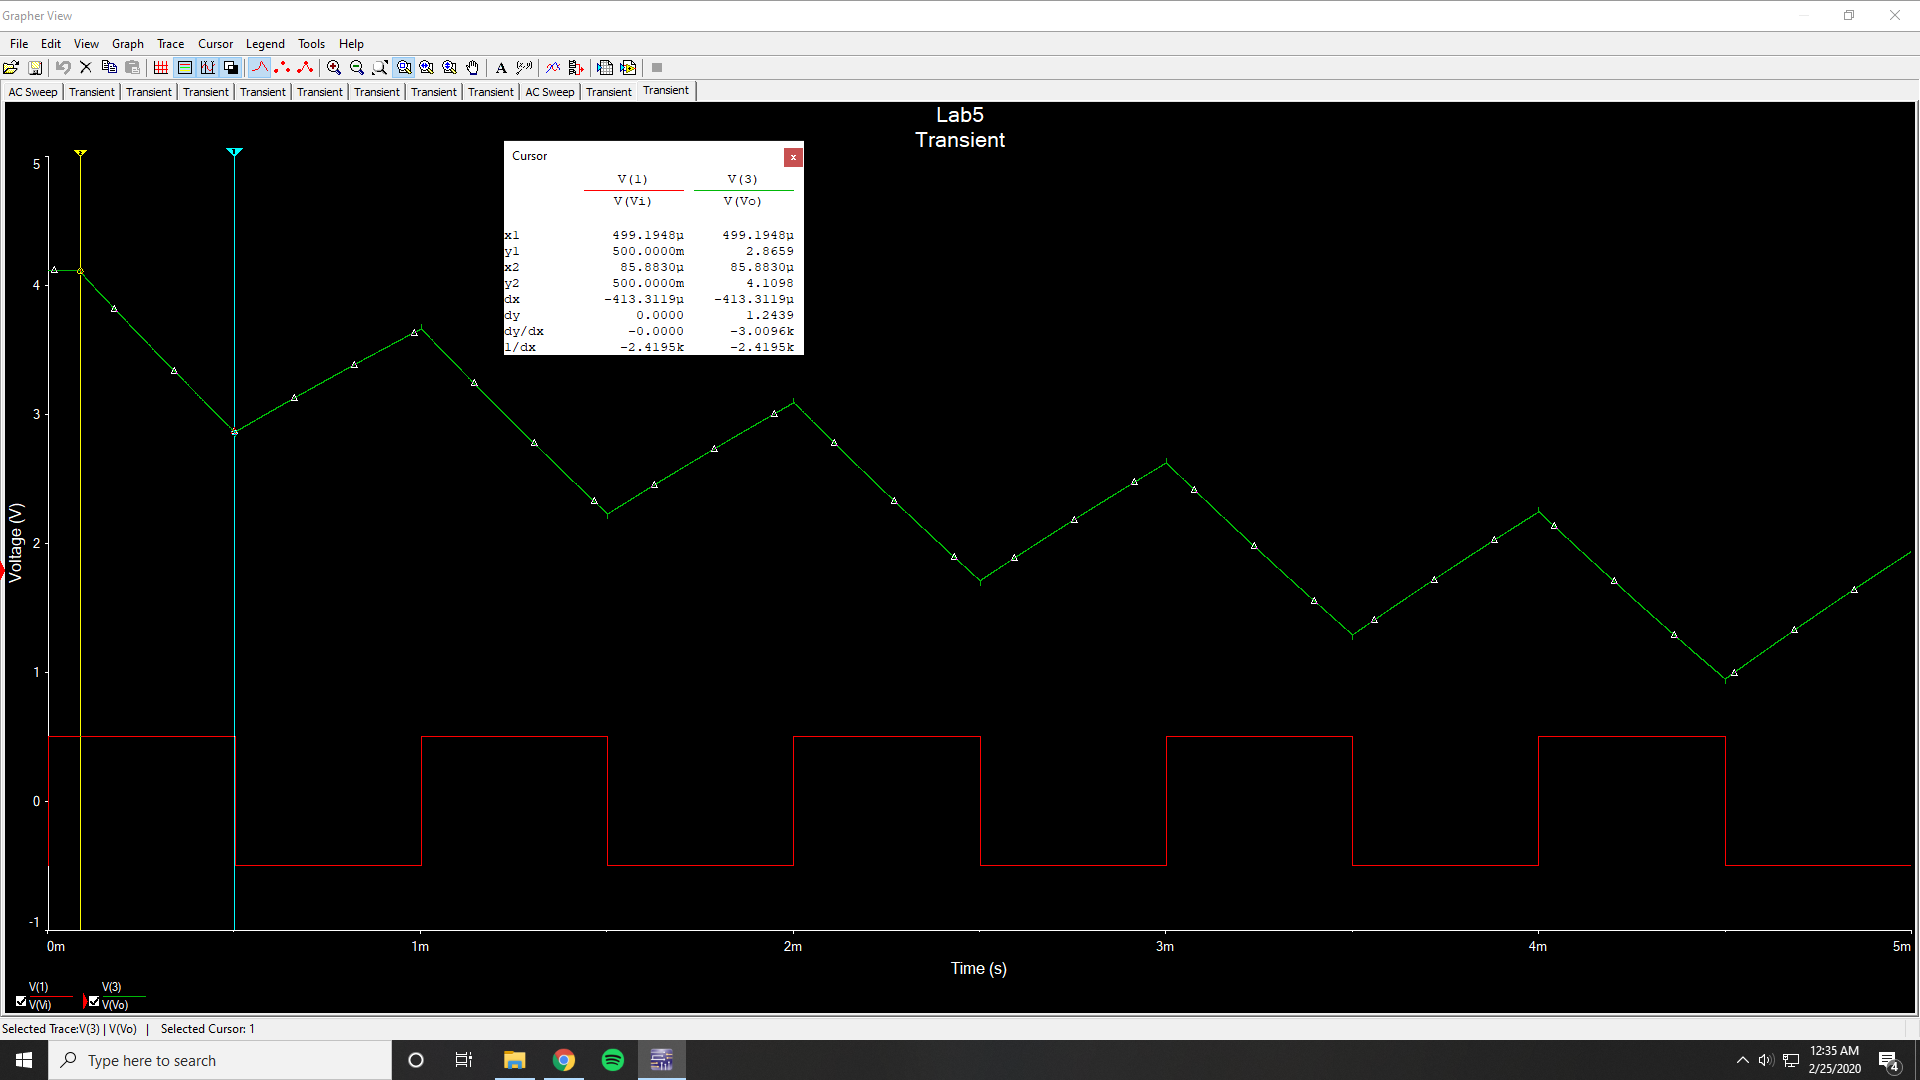 Grapher View
File Edit View Graph Trace Cursor Legend Tools Help
AC Sweep Transient Transient Transient Transient Transient Transient Transient Transient AC Sweep Transient Transient
Lab5
Transient
Cursor
x
V(1) V(3)
V(Vi) V(Vo)
x1 499.1948µ 499.1948µ
y1 500.0000m 2.8659
x2 85.8830µ 85.8830µ
y2 500.0000m 4.1098
dx -413.3119µ -413.3119µ
dy 0.0000 1.2439
dy/dx -0.0000 -3.0096k
1/dx -2.4195k -2.4195k
5
4
3
2
1
0
-1
Voltage (V)
0m 1m 2m 3m 4m 5m
Time (s)
V(1) V(3)
V(Vi) V(Vo)
Selected Trace:V(3) | V(Vo) | Selected Cursor: 1
Type here to search
12:35 AM
2/25/2020
4